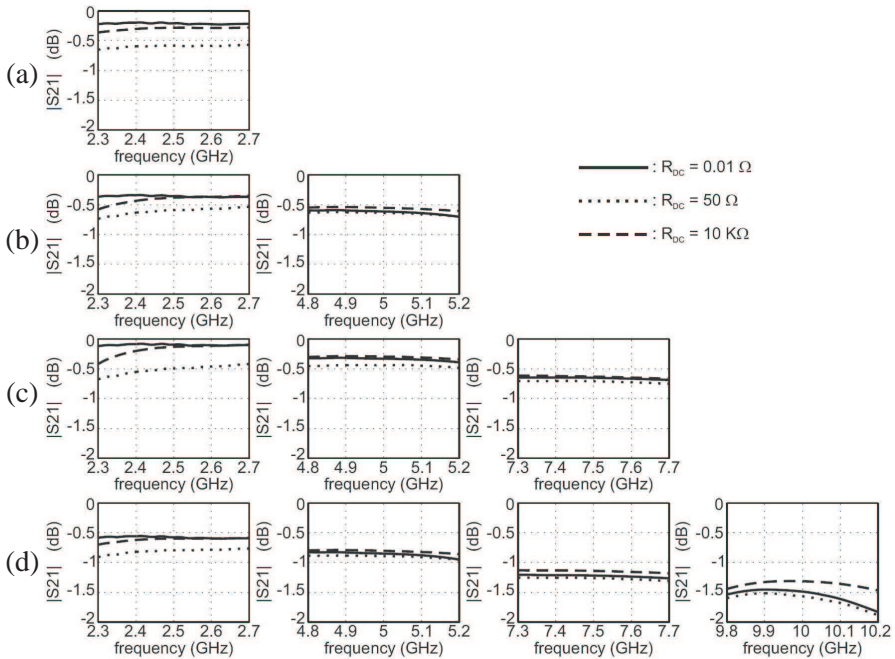 (a)
|S21| (dB)
0
-0.5
-1
-1.5
-2
2.3 2.4 2.5 2.6 2.7
frequency (GHz)
: R_DC = 0.01 Ω
: R_DC = 50 Ω
: R_DC = 10 KΩ
(b)
|S21| (dB)
0
-0.5
-1
-1.5
-2
2.3 2.4 2.5 2.6 2.7
frequency (GHz)
|S21| (dB)
0
-0.5
-1
-1.5
-2
4.8 4.9 5 5.1 5.2
frequency (GHz)
(c)
|S21| (dB)
0
-0.5
-1
-1.5
-2
2.3 2.4 2.5 2.6 2.7
frequency (GHz)
|S21| (dB)
0
-0.5
-1
-1.5
-2
4.8 4.9 5 5.1 5.2
frequency (GHz)
|S21| (dB)
0
-0.5
-1
-1.5
-2
7.3 7.4 7.5 7.6 7.7
frequency (GHz)
(d)
|S21| (dB)
0
-0.5
-1
-1.5
-2
2.3 2.4 2.5 2.6 2.7
frequency (GHz)
|S21| (dB)
0
-0.5
-1
-1.5
-2
4.8 4.9 5 5.1 5.2
frequency (GHz)
|S21| (dB)
0
-0.5
-1
-1.5
-2
7.3 7.4 7.5 7.6 7.7
frequency (GHz)
|S21| (dB)
0
-0.5
-1
-1.5
-2
9.8 9.9 10 10.1 10.2
frequency (GHz)